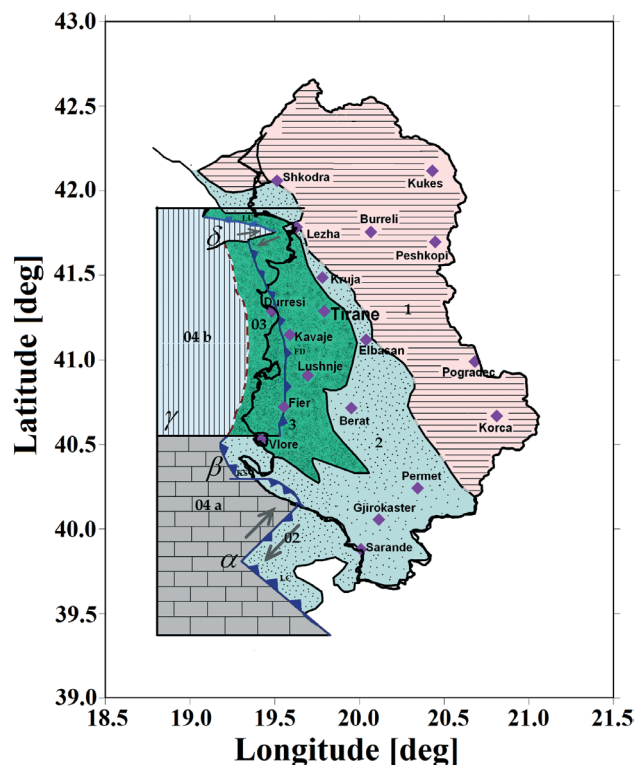 43.0
42.5
42.0
41.5
41.0
40.5
40.0
39.5
39.0
Latitude [deg]
18.5 19.0 19.5 20.0 20.5 21.0 21.5
Longitude [deg]
Shkodra
Kukes
Lezha
Burreli
Peshkopi
δ
Kruja
Durresi
Tirane
1
04 b
03
Kavaje
Elbasan
FD
Lushnje
Pogradec
γ
Fier
3
Berat
Korca
Vlore
2
β
Permet
04 a
Gjirokaster
02
Sarande
α